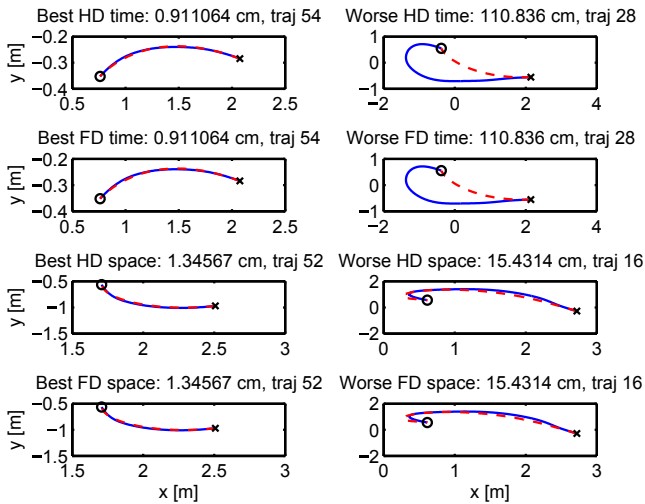 Best HD time: 0.911064 cm, traj 54
Worse HD time: 110.836 cm, traj 28
y [m]
−0.2
−0.3
−0.4
0.5 1 1.5 2 2.5
1
0
−1
−2 0 2 4
Best FD time: 0.911064 cm, traj 54
Worse FD time: 110.836 cm, traj 28
y [m]
−0.2
−0.3
−0.4
0.5 1 1.5 2 2.5
1
0
−1
−2 0 2 4
Best HD space: 1.34567 cm, traj 52
Worse HD space: 15.4314 cm, traj 16
y [m]
−0.5
−1
−1.5
1.5 2 2.5 3
2
0
−2
0 1 2 3
Best FD space: 1.34567 cm, traj 52
Worse FD space: 15.4314 cm, traj 16
y [m]
−0.5
−1
−1.5
1.5 2 2.5 3
x [m]
2
0
−2
0 1 2 3
x [m]